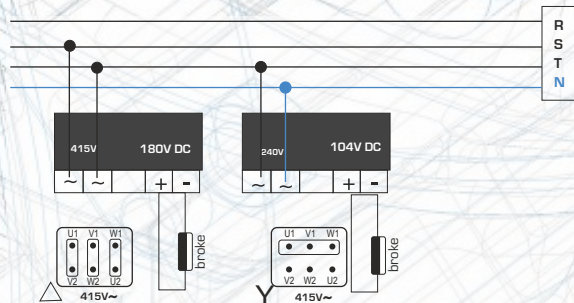 R
S
T
N
415V
180V DC
240V
104V DC
~ ~ + -
~ ~ + -
U1 V1 W1
V2 W2 U2
415V~
broke
U1 V1 W1
V2 W2 U2
Y
415V~
broke